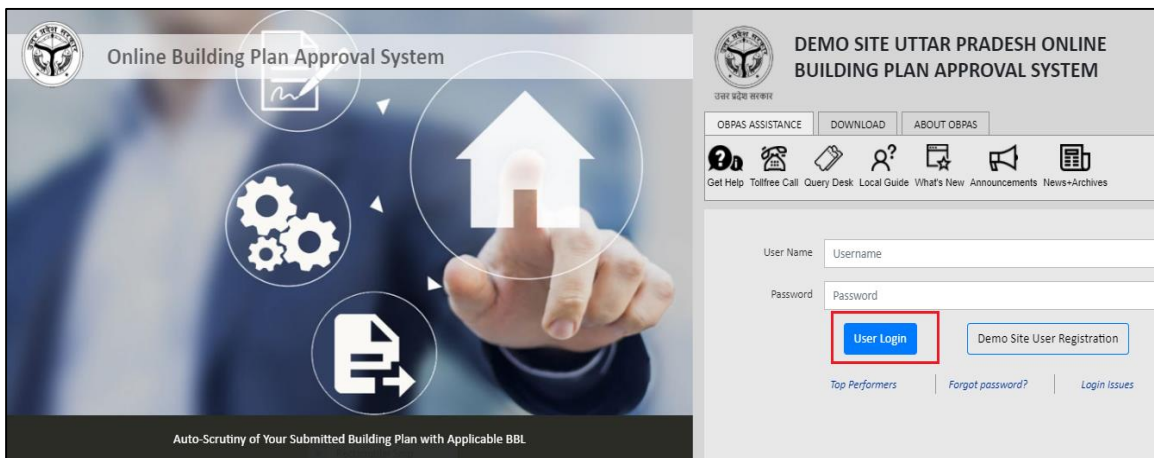 Online Building Plan Approval System
Auto-Scrutiny of Your Submitted Building Plan with Applicable BBL
उत्तर प्रदेश सरकार
DEMO SITE UTTAR PRADESH ONLINE
BUILDING PLAN APPROVAL SYSTEM
OBPAS ASSISTANCE DOWNLOAD ABOUT OBPAS
Get Help Tollfree Call Query Desk Local Guide What's New Announcements News+Archives
User Name Username
Password Password
User Login Demo Site User Registration
Top Performers Forgot password? Login Issues